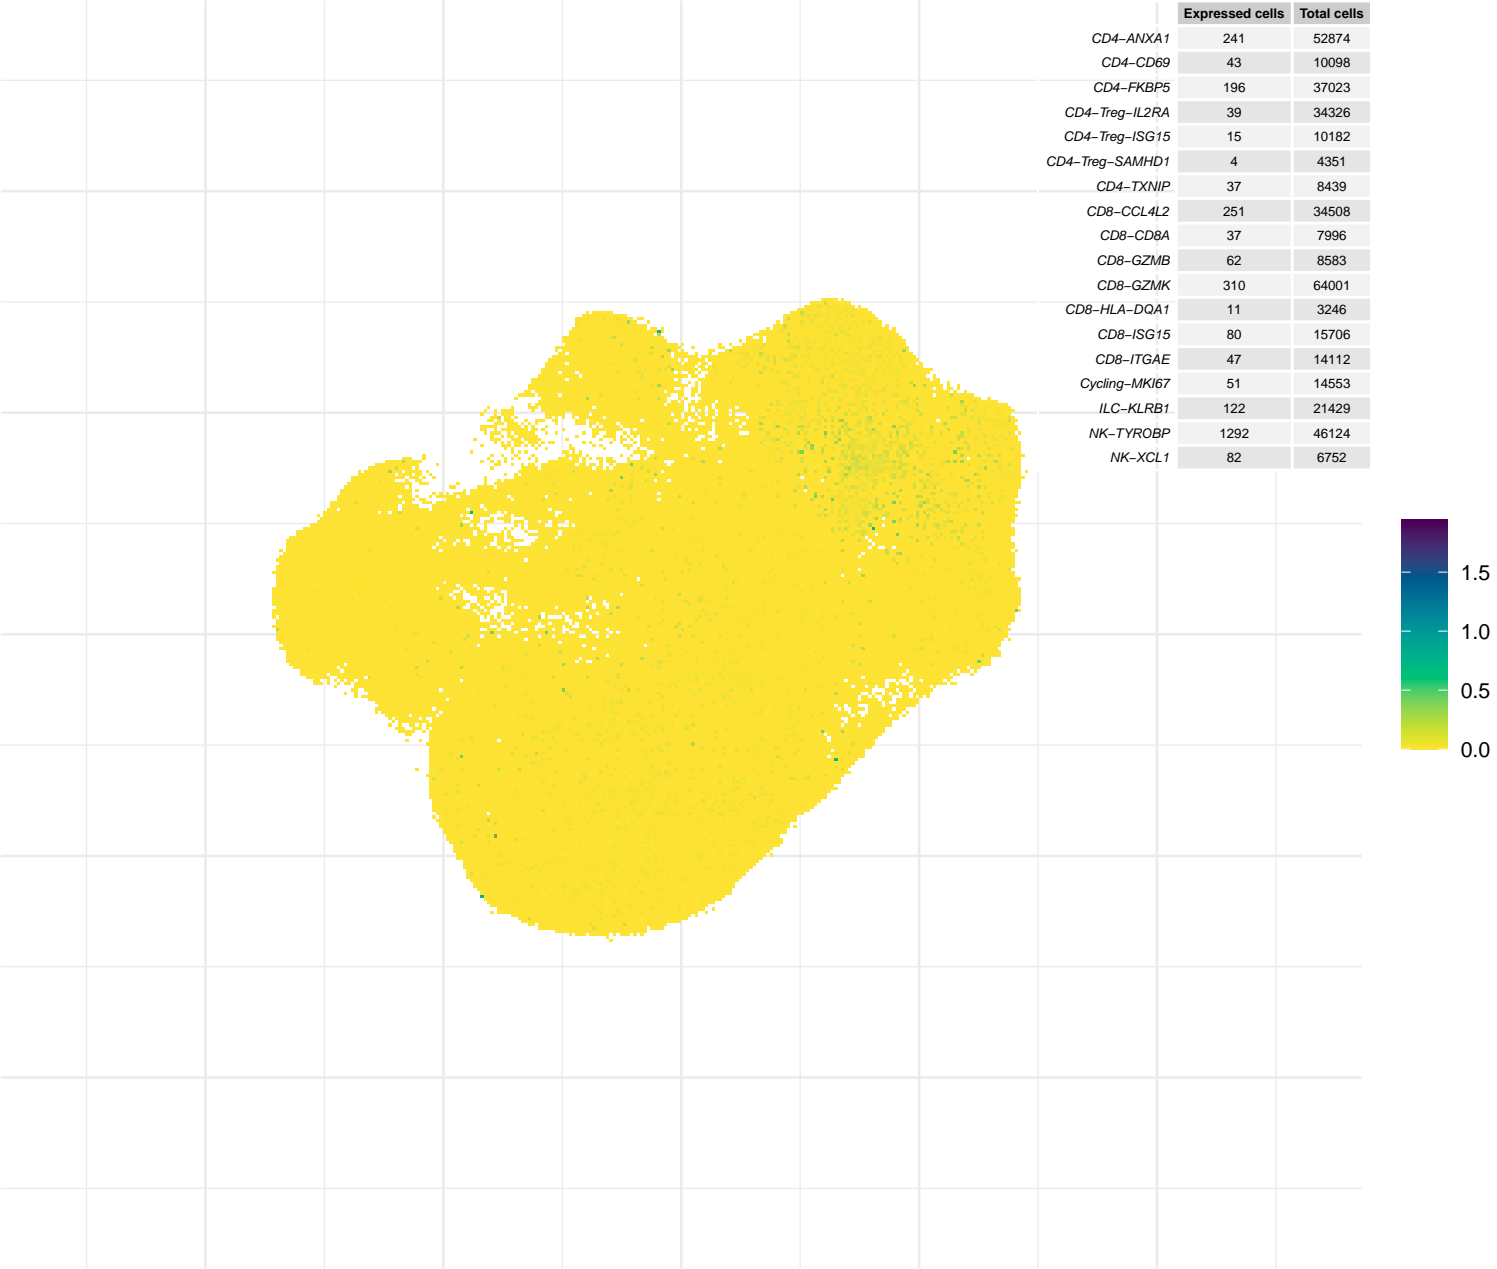 Expressed cells Total cells
CD4−ANXA1 241 52874
CD4−CD69 43 10098
CD4−FKBP5 196 37023
CD4−Treg−IL2RA 39 34326
CD4−Treg−ISG15 15 10182
CD4−Treg−SAMHD1 4 4351
CD4−TXNIP 37 8439
CD8−CCL4L2 251 34508
CD8−CD8A 37 7996
CD8−GZMB 62 8583
CD8−GZMK 310 64001
CD8−HLA−DQA1 11 3246
CD8−ISG15 80 15706
CD8−ITGAE 47 14112
Cycling−MKI67 51 14553
ILC−KLRB1 122 21429
NK−TYROBP 1292 46124
NK−XCL1 82 6752
1.5
1.0
0.5
0.0